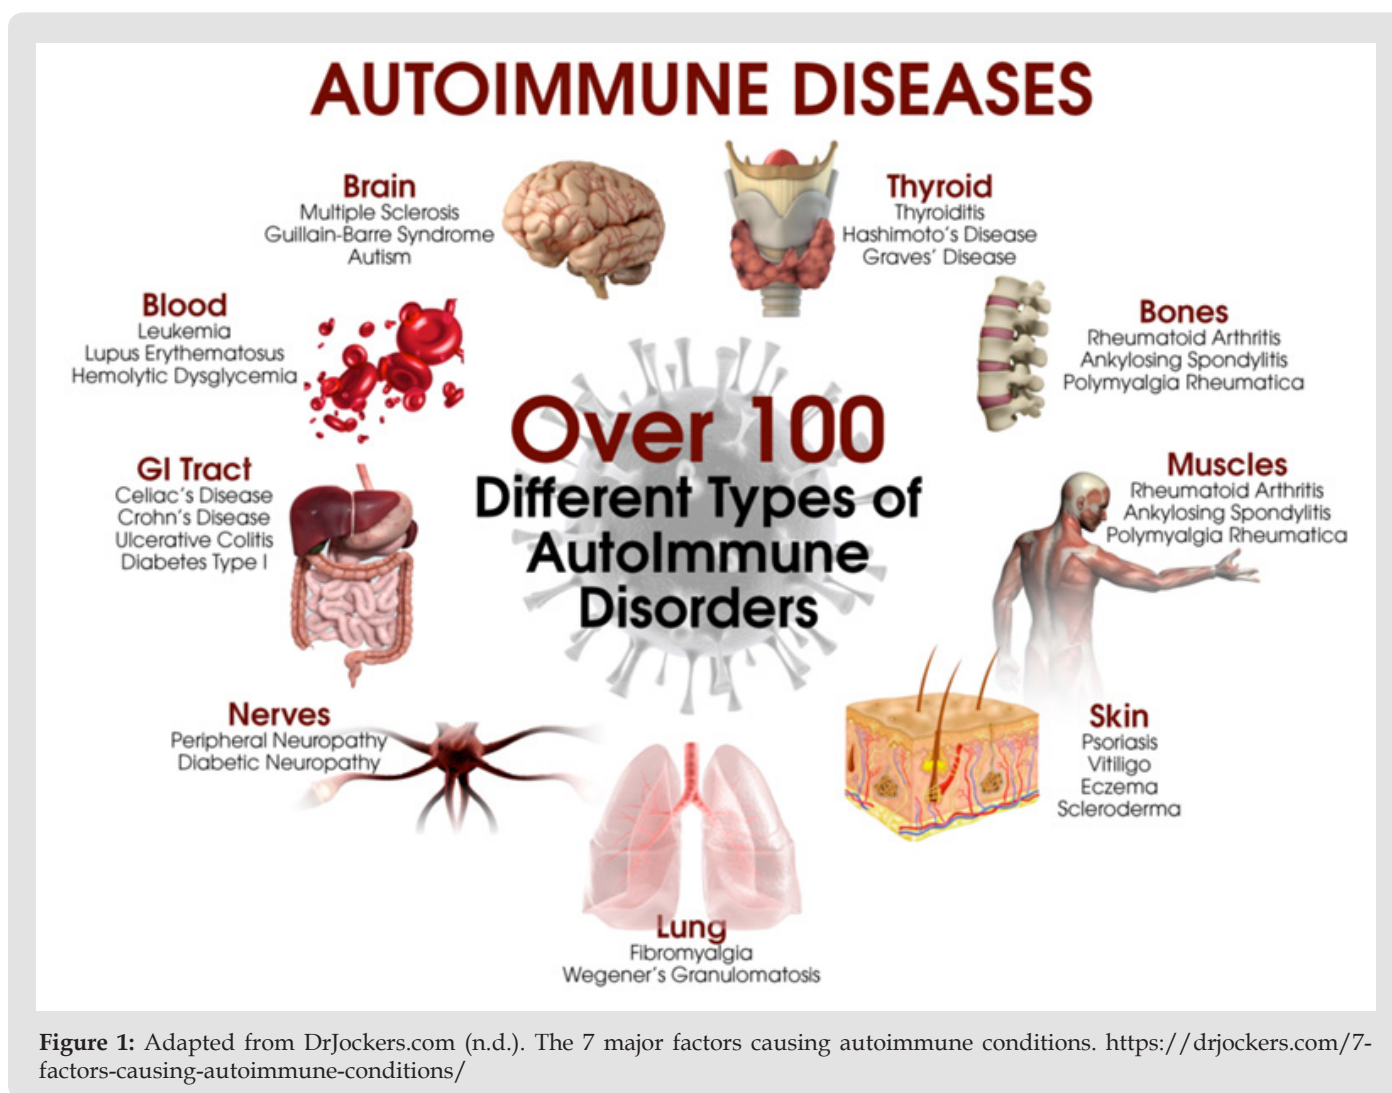 AUTOIMMUNE DISEASES
Brain
Multiple Sclerosis
Guillain-Barre Syndrome
Autism
Thyroid
Thyroiditis
Hashimoto's Disease
Graves' Disease
Blood
Leukemia
Lupus Erythematosus
Hemolytic Dysglycemia
Bones
Rheumatoid Arthritis
Ankylosing Spondylitis
Polymyalgia Rheumatica
Over 100
Different Types of
AutoImmune
Disorders
GI Tract
Celiac's Disease
Crohn's Disease
Ulcerative Colitis
Diabetes Type I
Muscles
Rheumatoid Arthritis
Ankylosing Spondylitis
Polymyalgia Rheumatica
Nerves
Peripheral Neuropathy
Diabetic Neuropathy
Skin
Psoriasis
Vitiligo
Eczema
Scleroderma
Lung
Fibromyalgia
Wegener's Granulomatosis
Figure 1: Adapted from DrJockers.com (n.d.). The 7 major factors causing autoimmune conditions. https://drjockers.com/7-
factors-causing-autoimmune-conditions/